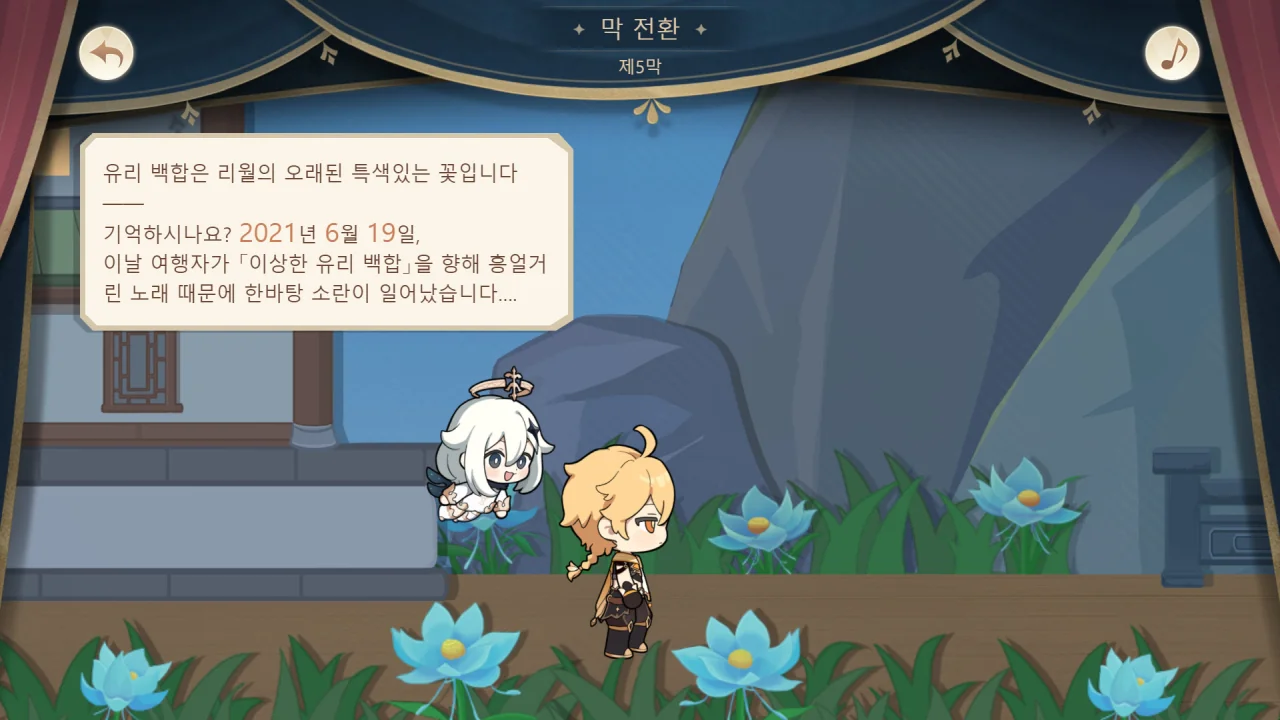 막 전환
제5막
유리 백합은 리월의 오래된 특색있는 꽃입니다
——
기억하시나요? 2021년 6월 19일,
이날 여행자가 「이상한 유리 백합」을 향해 흥얼거
린 노래 때문에 한바탕 소란이 일어났습니다....